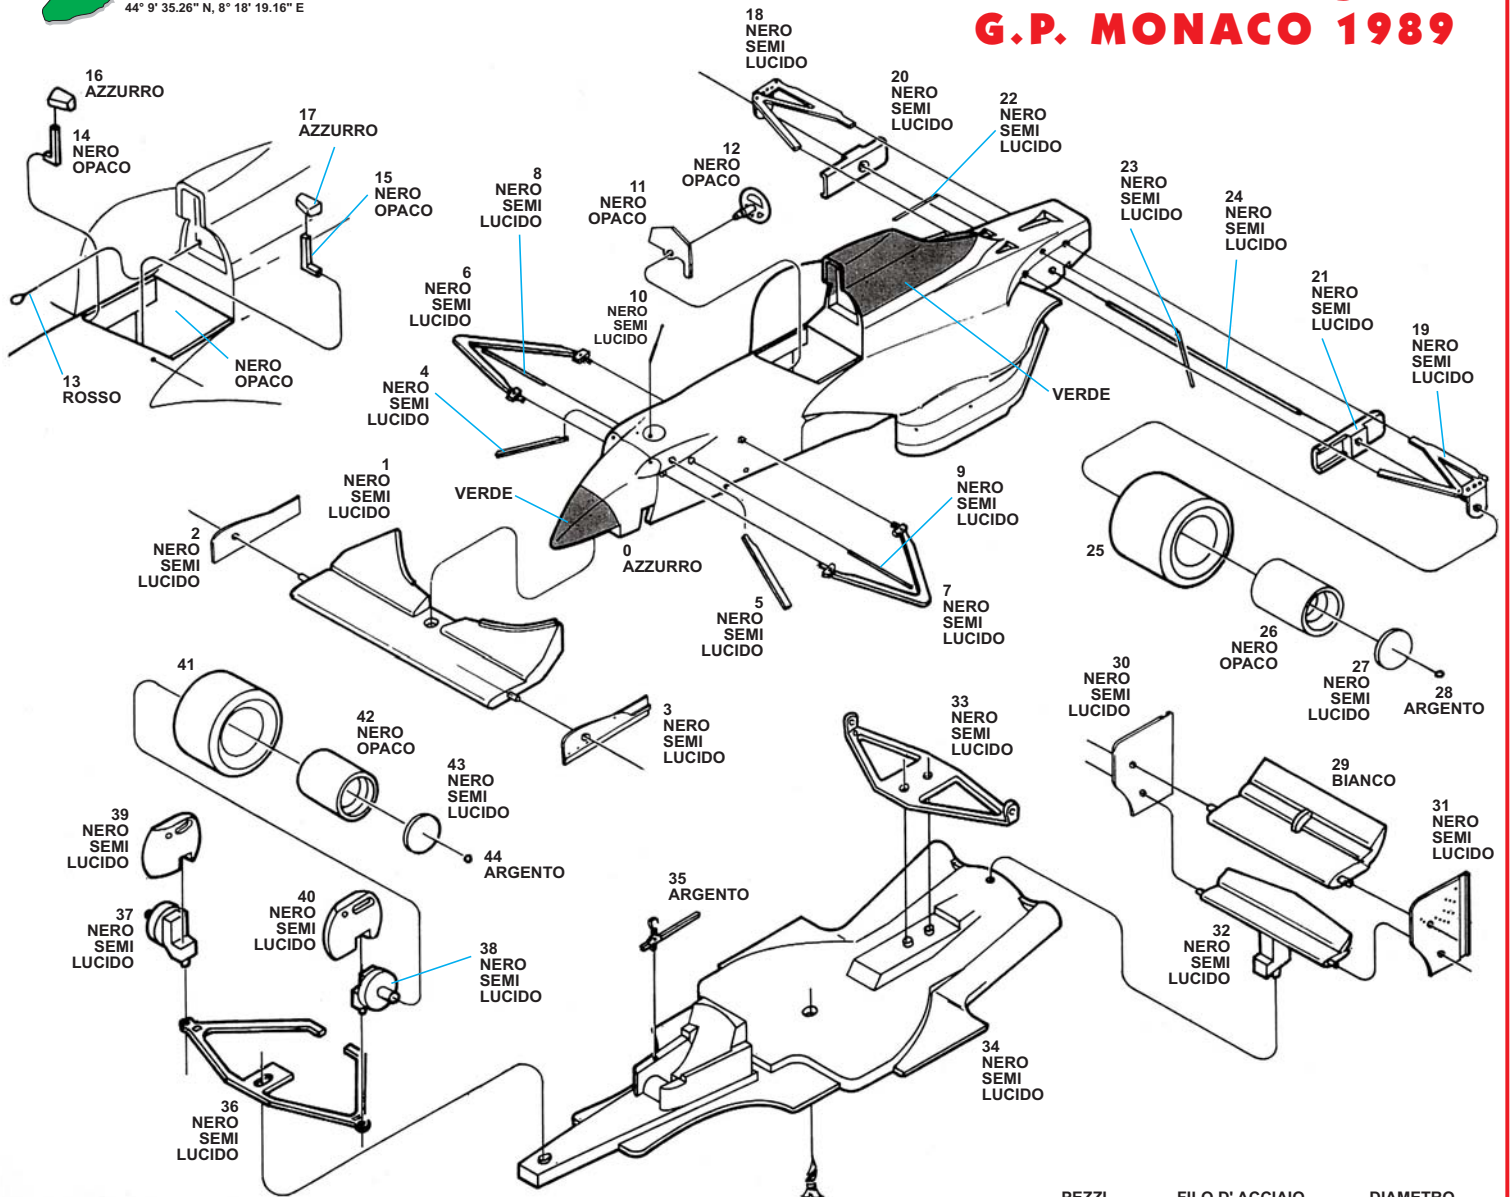 44° 9' 35.26" N, 8° 18' 19.16" E
G.P. MONACO 1989
18
NERO
SEMI
LUCIDO
16
AZZURRO
20
NERO
SEMI
LUCIDO
22
NERO
SEMI
LUCIDO
17
AZZURRO
14
NERO
OPACO
12
NERO
OPACO
8
NERO
SEMI
LUCIDO
15
NERO
OPACO
11
NERO
OPACO
23
NERO
SEMI
LUCIDO
24
NERO
SEMI
LUCIDO
6
NERO
SEMI
LUCIDO
10
NERO
SEMI
LUCIDO
21
NERO
SEMI
LUCIDO
19
NERO
SEMI
LUCIDO
NERO
OPACO
13
ROSSO
4
NERO
SEMI
LUCIDO
VERDE
1
NERO
SEMI
LUCIDO
VERDE
9
NERO
SEMI
LUCIDO
2
NERO
SEMI
LUCIDO
0
AZZURRO
25
5
NERO
SEMI
LUCIDO
7
NERO
SEMI
LUCIDO
26
NERO
OPACO
27
NERO
SEMI
LUCIDO
28
ARGENTO
41
30
NERO
SEMI
LUCIDO
3
NERO
SEMI
LUCIDO
33
NERO
SEMI
LUCIDO
42
NERO
OPACO
43
NERO
SEMI
LUCIDO
29
BIANCO
31
NERO
SEMI
LUCIDO
39
NERO
SEMI
LUCIDO
44
ARGENTO
35
ARGENTO
40
NERO
SEMI
LUCIDO
37
NERO
SEMI
LUCIDO
38
NERO
SEMI
LUCIDO
32
NERO
SEMI
LUCIDO
34
NERO
SEMI
LUCIDO
36
NERO
SEMI
LUCIDO
PEZZI FILO D'ACCIAIO DIAMETRO